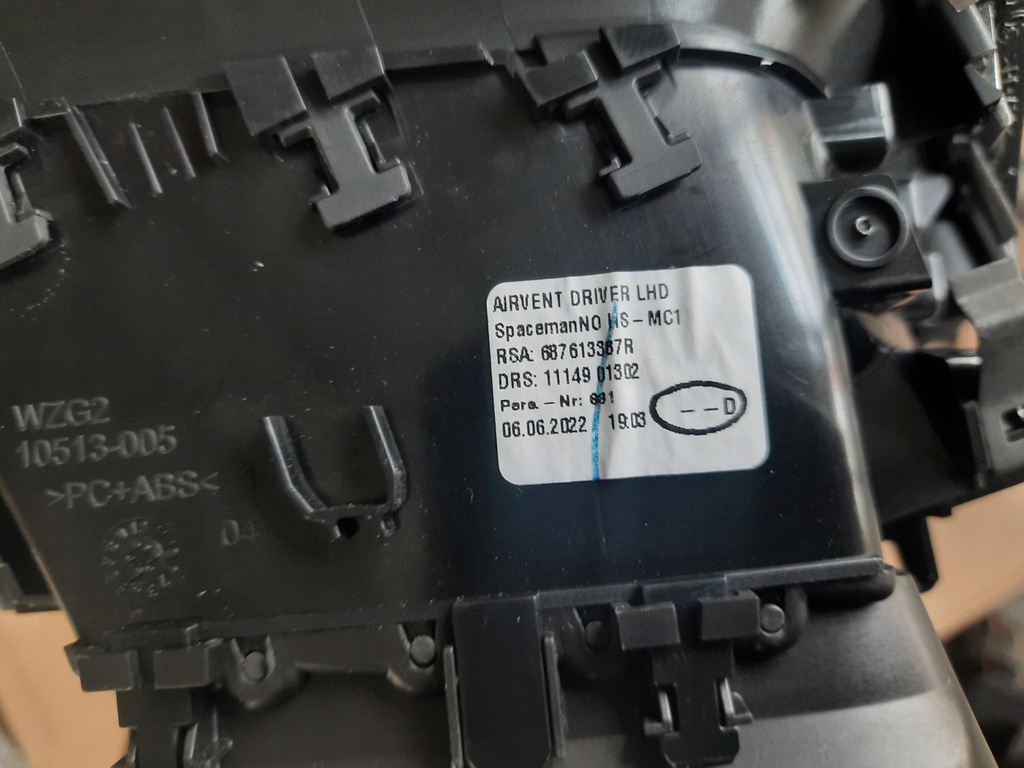 AIRVENT DRIVER LHD
SpacemanNO HS - MC1
RSA: 687613367R
DRS: 11149 01302
Pers. - Nr: 691
06.06.2022 19:03
--D
WZG2
10513-005
>PC+ABS<
04